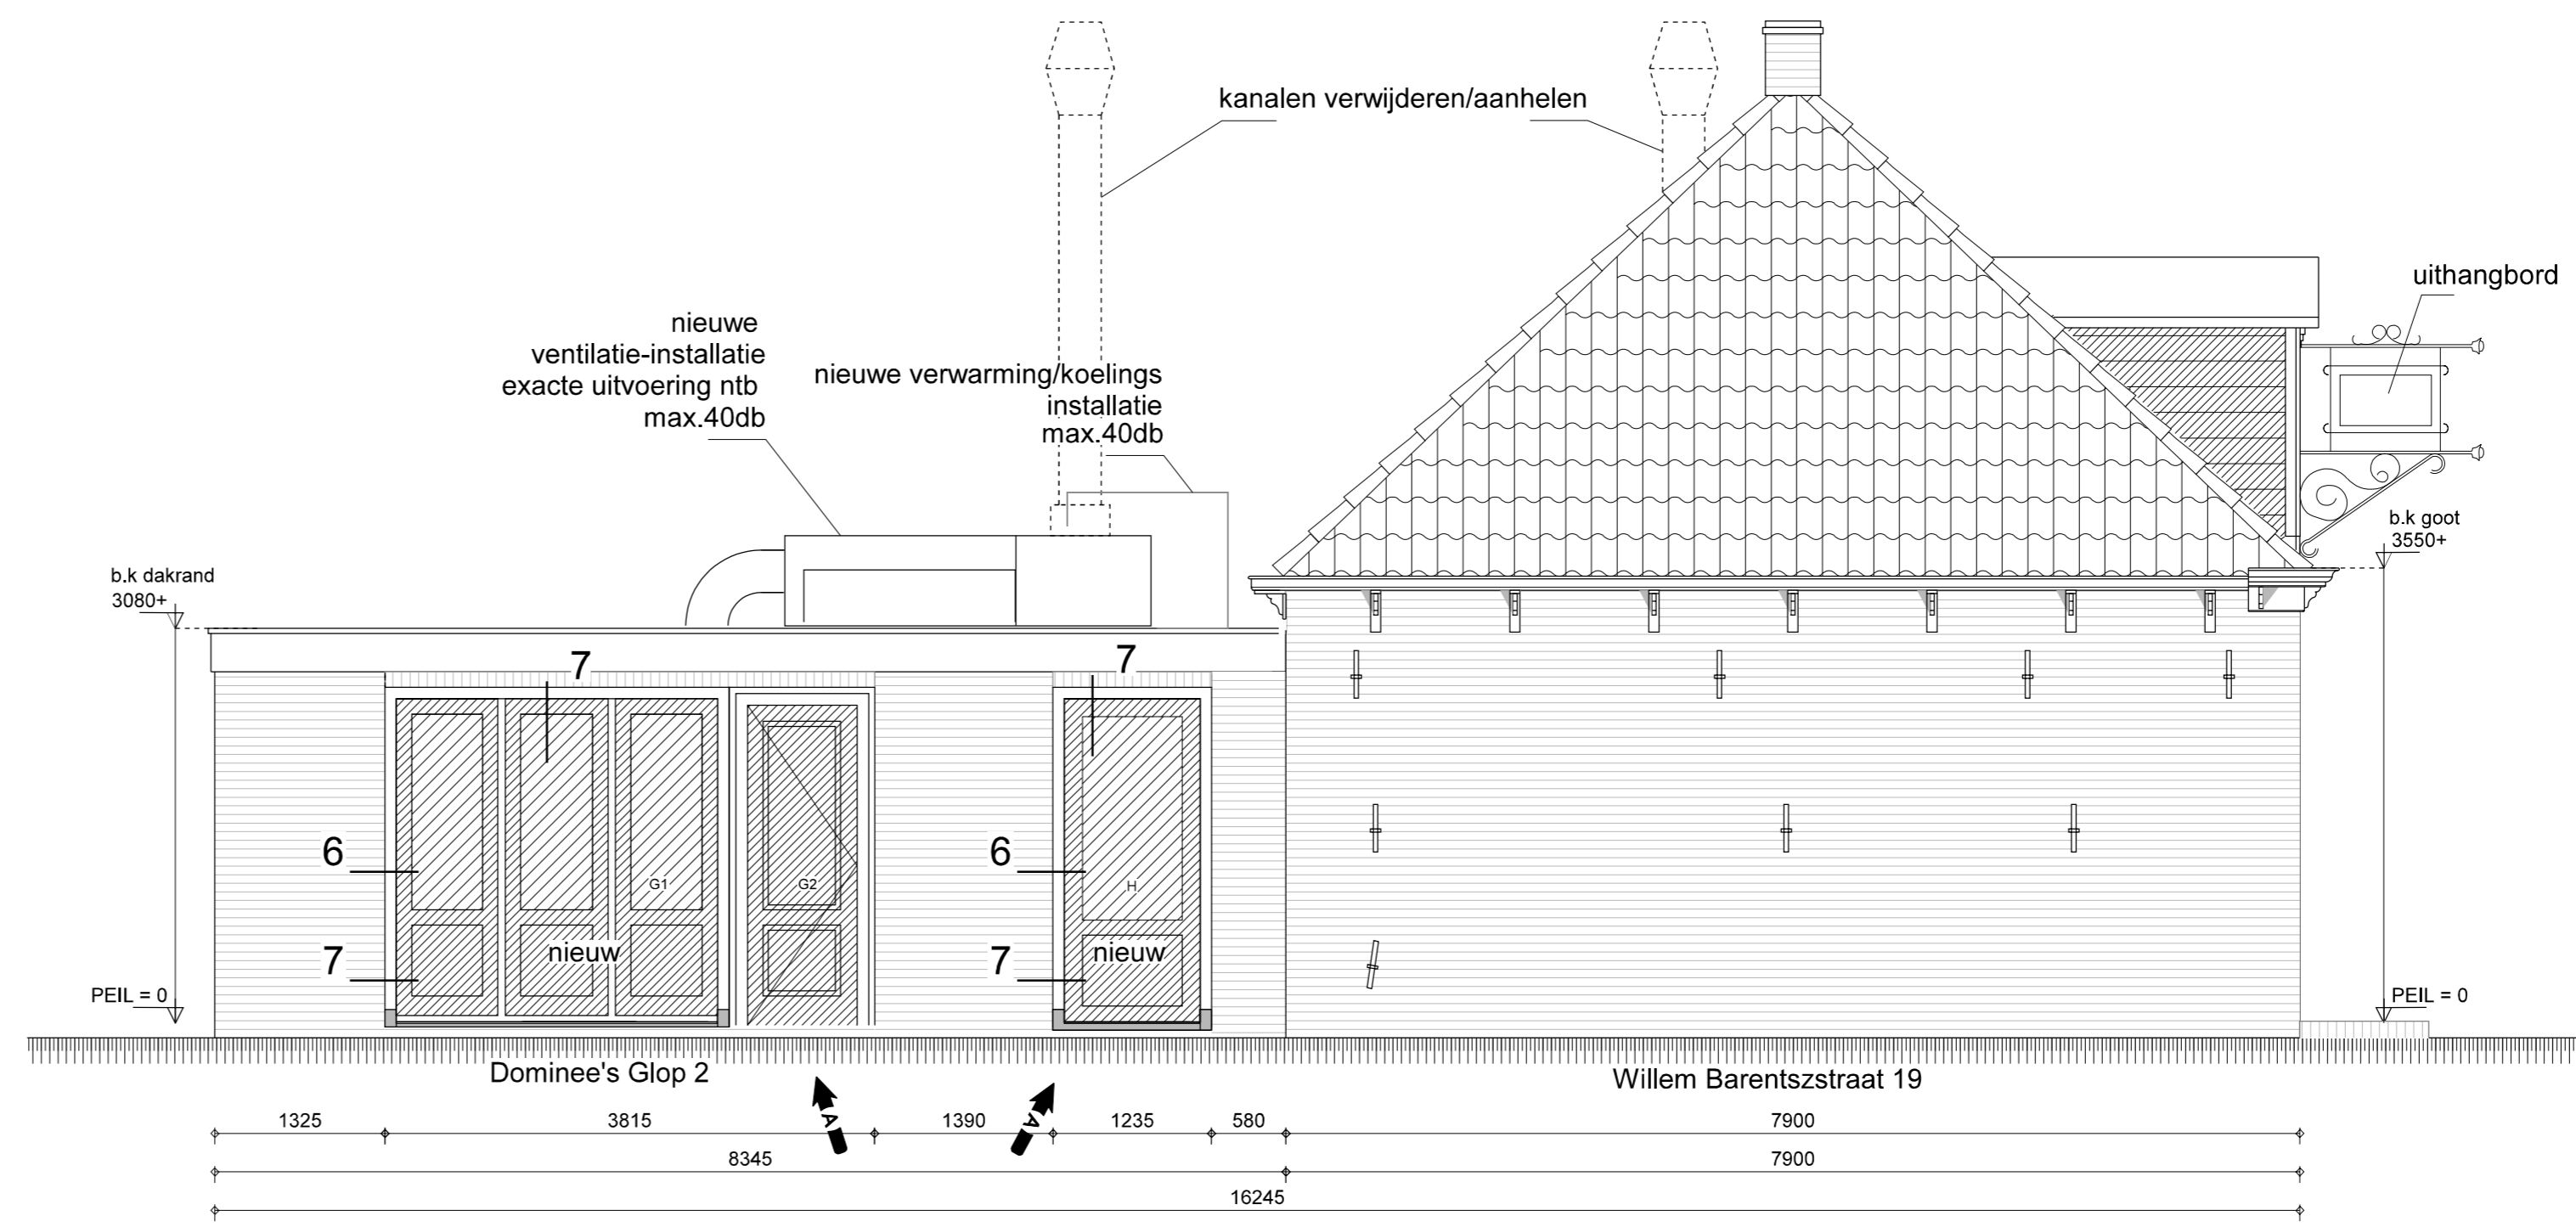 kanalen verwijderen/aanhelen
uithangbord
nieuwe
ventilatie-installatie
exacte uitvoering ntb
max.40db
nieuwe verwarming/koelings
installatie
max.40db
b.k goot
3550+
b.k dakrand
3080+
7
7
6
6
G1
G2
H
7
nieuw
7
nieuw
PEIL = 0
PEIL = 0
Dominee's Glop 2
Willem Barentszstraat 19
A
A
1325
3815
1390
1235
580
7900
8345
7900
16245